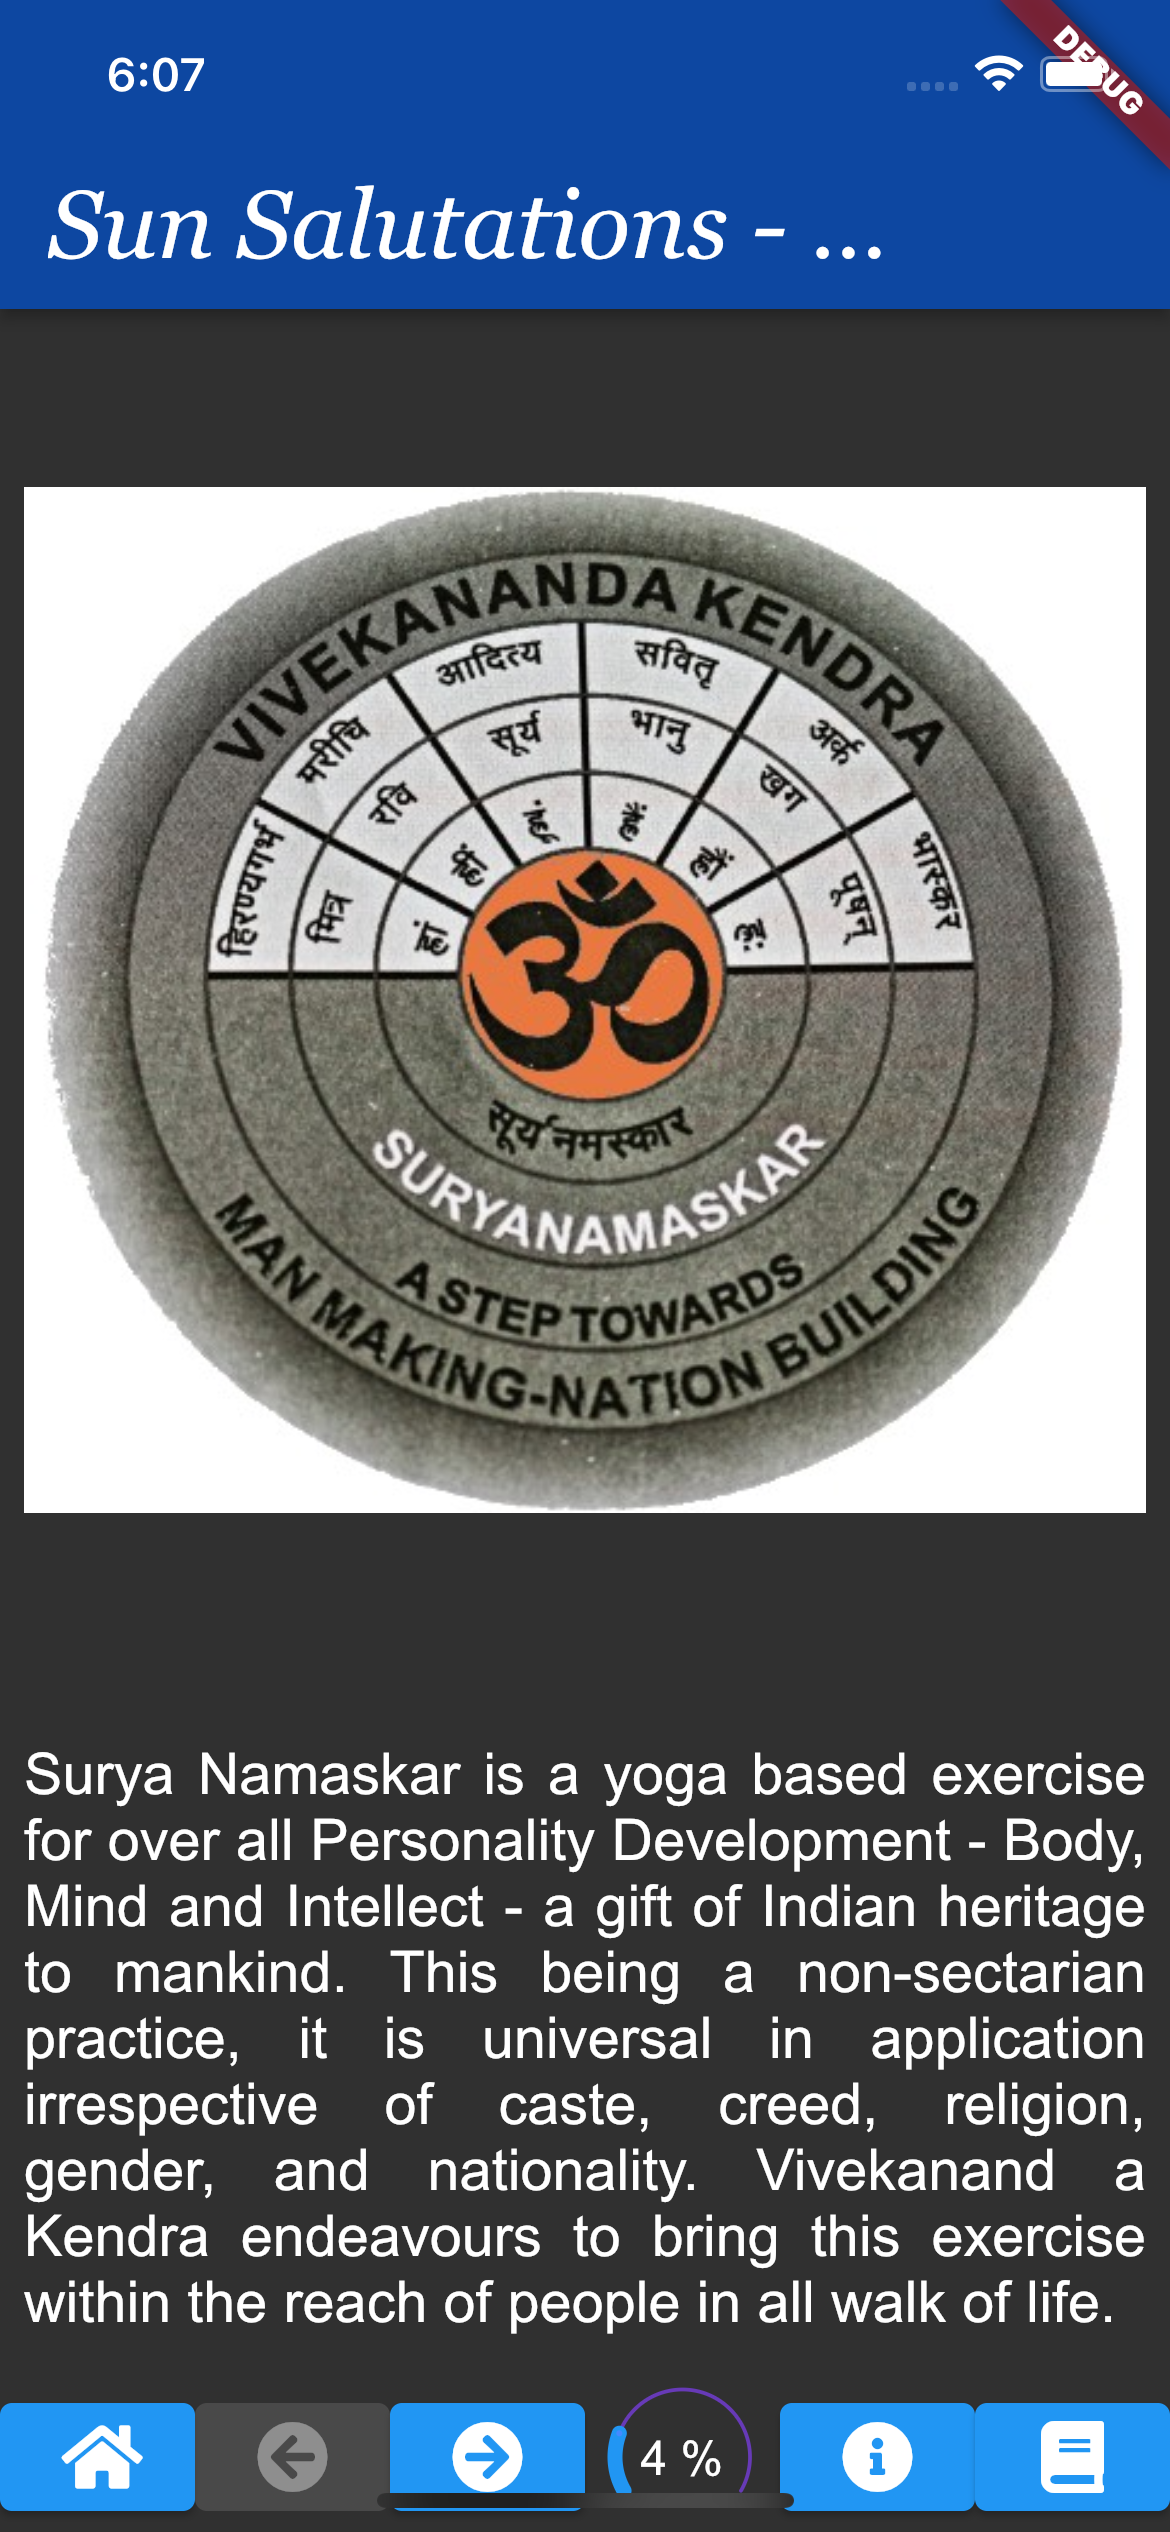 6:07
DEBUG
Sun Salutations - ...
VIVEKANANDA KENDRA
हिरण्यगर्भ मरीचि आदित्य सवितृ अर्क भास्कर
मित्र रवि सूर्य भानु खग पूषन्
ह्रां ह्रीं ह्रूं ह्रैं ह्रौं ह्रः
ॐ
सूर्य नमस्कार
SURYANAMASKAR
A STEP TOWARDS
MAN MAKING-NATION BUILDING
Surya Namaskar is a yoga based exercise
for over all Personality Development - Body,
Mind and Intellect - a gift of Indian heritage
to mankind. This being a non-sectarian
practice, it is universal in application
irrespective of caste, creed, religion,
gender, and nationality. Vivekanand a
Kendra endeavours to bring this exercise
within the reach of people in all walk of life.
4 %